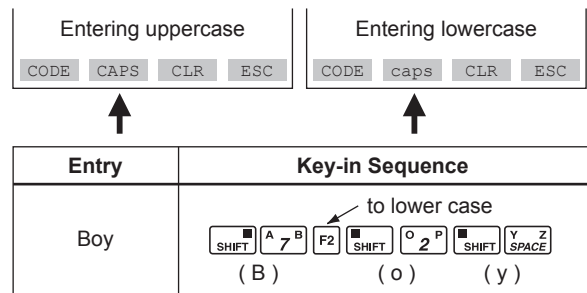 Entering uppercase
CODE CAPS CLR ESC
Entering lowercase
CODE caps CLR ESC
Entry Key-in Sequence
to lower case
Boy SHIFT A 7 B F2 SHIFT O 2 P SHIFT Y Z SPACE
( B ) ( o ) ( y )